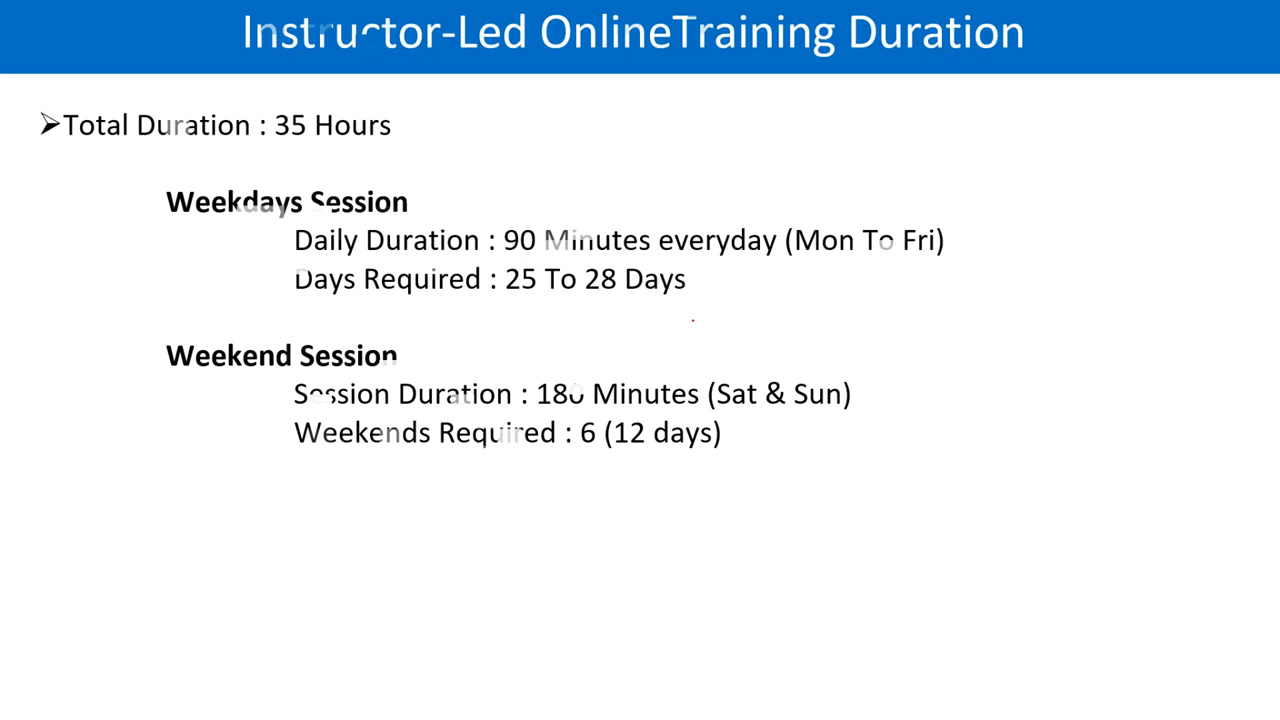 Instructor-Led OnlineTraining Duration
➢Total Duration : 35 Hours
Weekdays Session
Daily Duration : 90 Minutes everyday (Mon To Fri)
Days Required : 25 To 28 Days
Weekend Session
Session Duration : 180 Minutes (Sat & Sun)
Weekends Required : 6 (12 days)